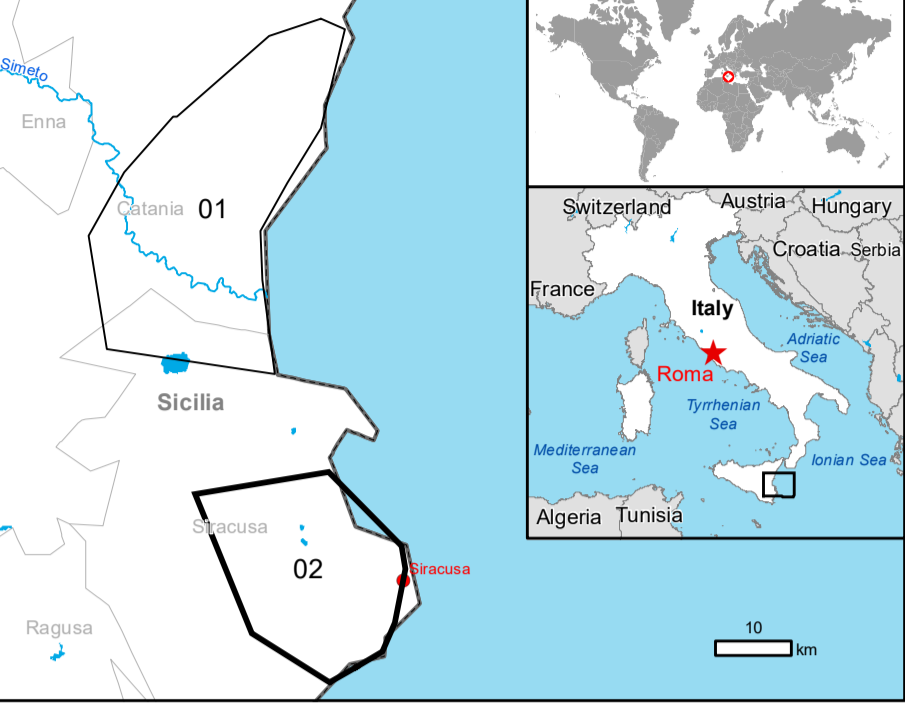 Simeto
Enna
Catania
01
Sicilia
Siracusa
02
Siracusa
Ragusa
Switzerland
Austria
Hungary
Croatia
Serbia
France
Italy
Adriatic
Sea
Roma
Tyrrhenian
Sea
Mediterranean
Sea
Ionian Sea
Algeria
Tunisia
10
km